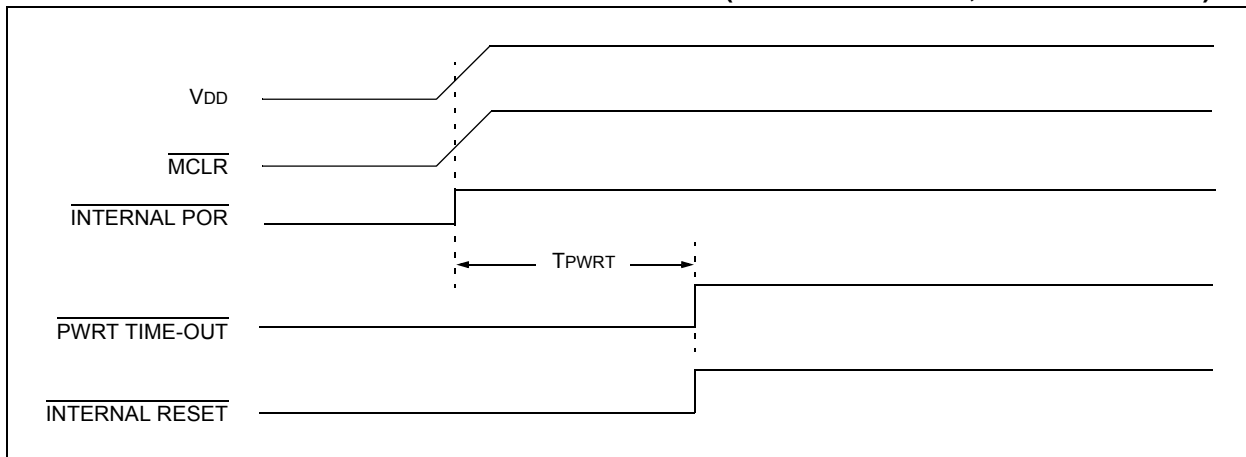 VDD
MCLR
INTERNAL POR
TPWRT
PWRT TIME-OUT
INTERNAL RESET